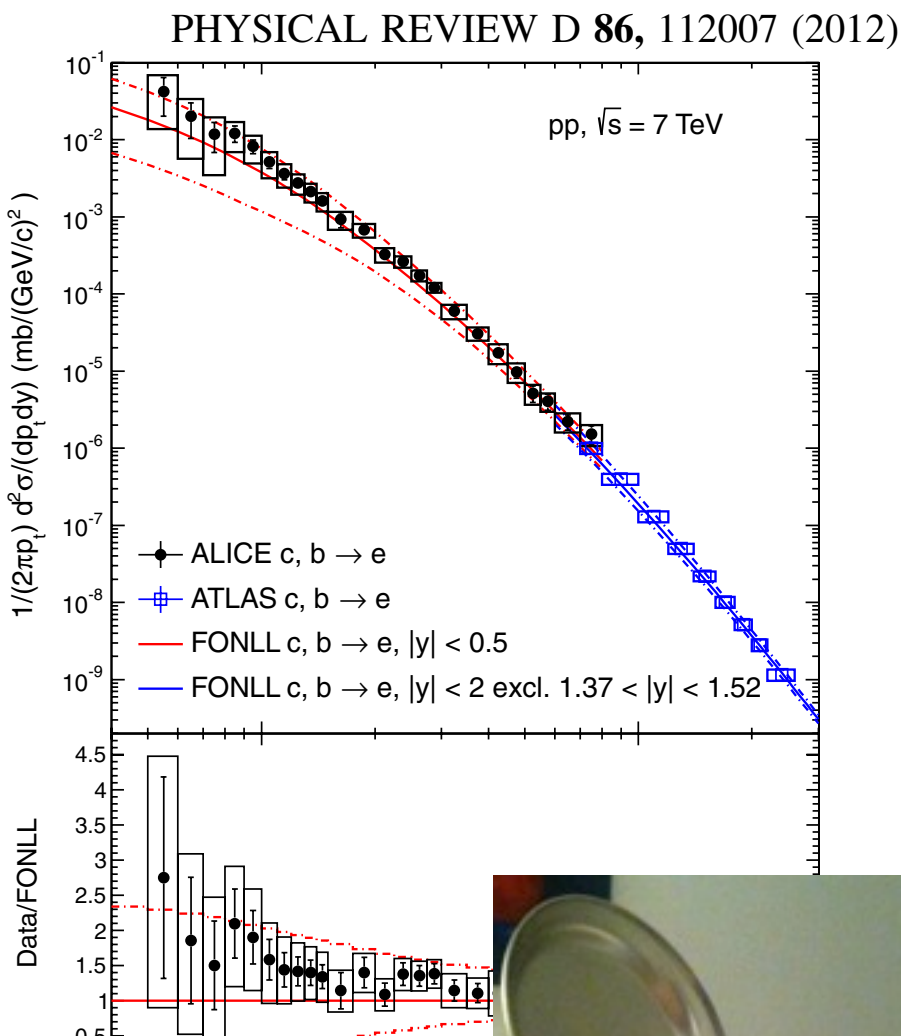 PHYSICAL REVIEW D 86, 112007 (2012)
10⁻¹
pp, √s = 7 TeV
10⁻²
10⁻³
10⁻⁴
10⁻⁵
10⁻⁶
10⁻⁷
10⁻⁸
10⁻⁹
1/(2πpₜ) d²σ/(dpₜdy) (mb/(GeV/c)²)
ALICE c, b → e
ATLAS c, b → e
FONLL c, b → e, |y| < 0.5
FONLL c, b → e, |y| < 2 excl. 1.37 < |y| < 1.52
Data/FONLL
4.5
4
3.5
3
2.5
2
1.5
1
0.5